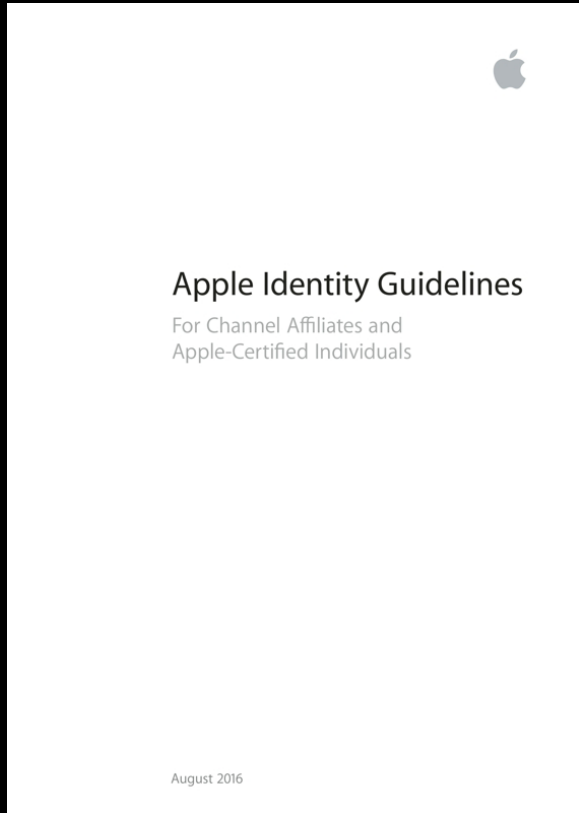 Apple Identity Guidelines
For Channel Affiliates and
Apple-Certified Individuals
August 2016